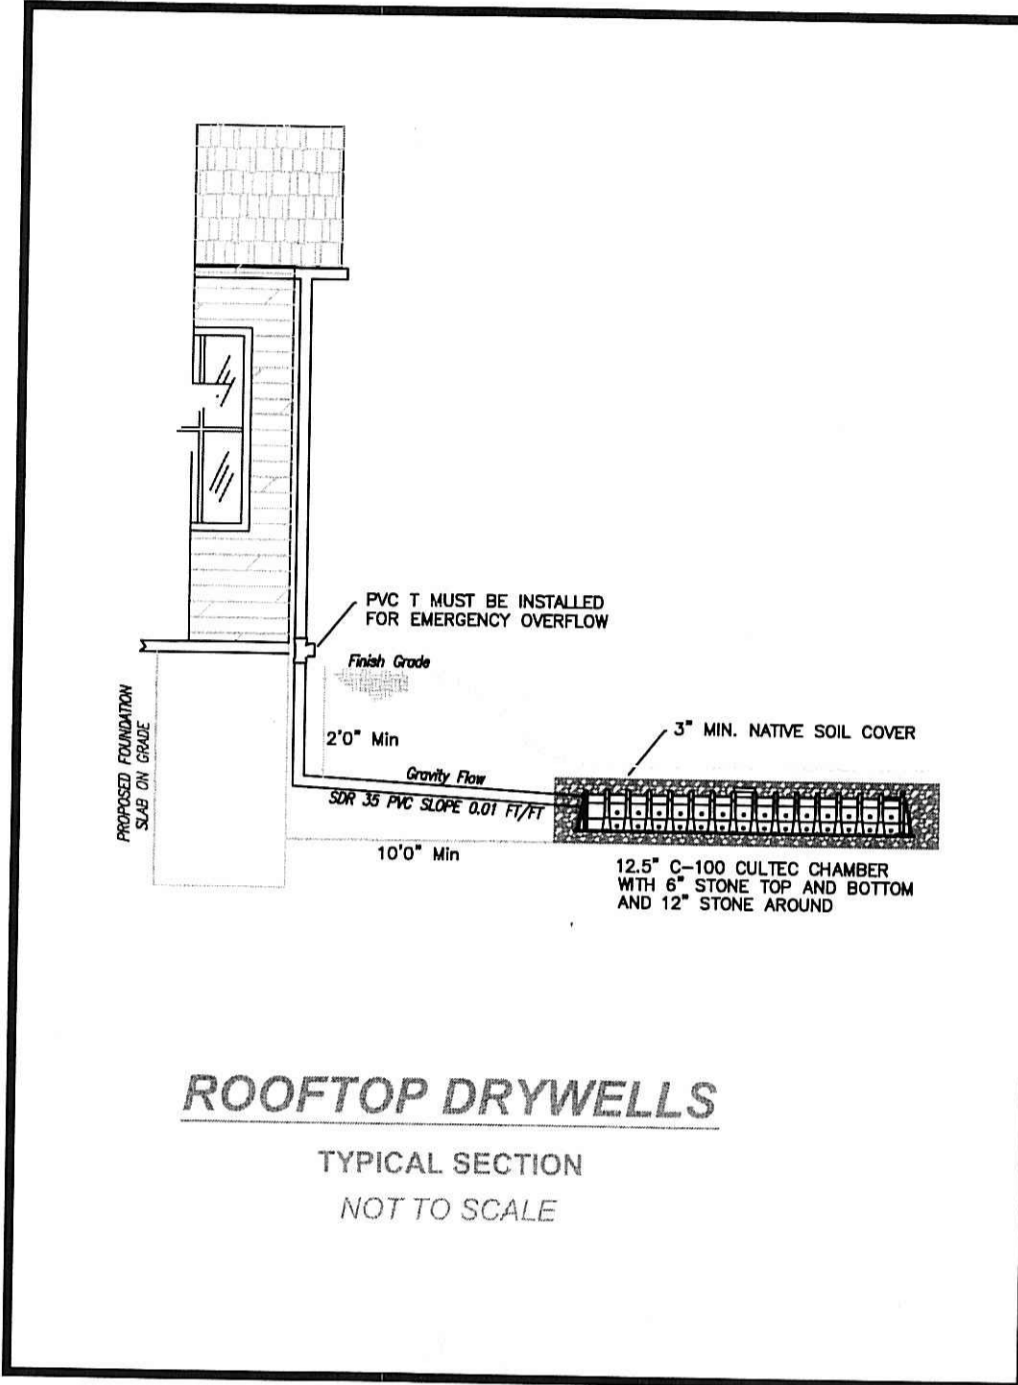 PVC T MUST BE INSTALLED
FOR EMERGENCY OVERFLOW
Finish Grade
PROPOSED FOUNDATION
SLAB ON GRADE
2'0" Min
3" MIN. NATIVE SOIL COVER
Gravity Flow
SDR 35 PVC SLOPE 0.01 FT/FT
10'0" Min
12.5" C-100 CULTEC CHAMBER
WITH 6" STONE TOP AND BOTTOM
AND 12" STONE AROUND
ROOFTOP DRYWELLS
TYPICAL SECTION
NOT TO SCALE